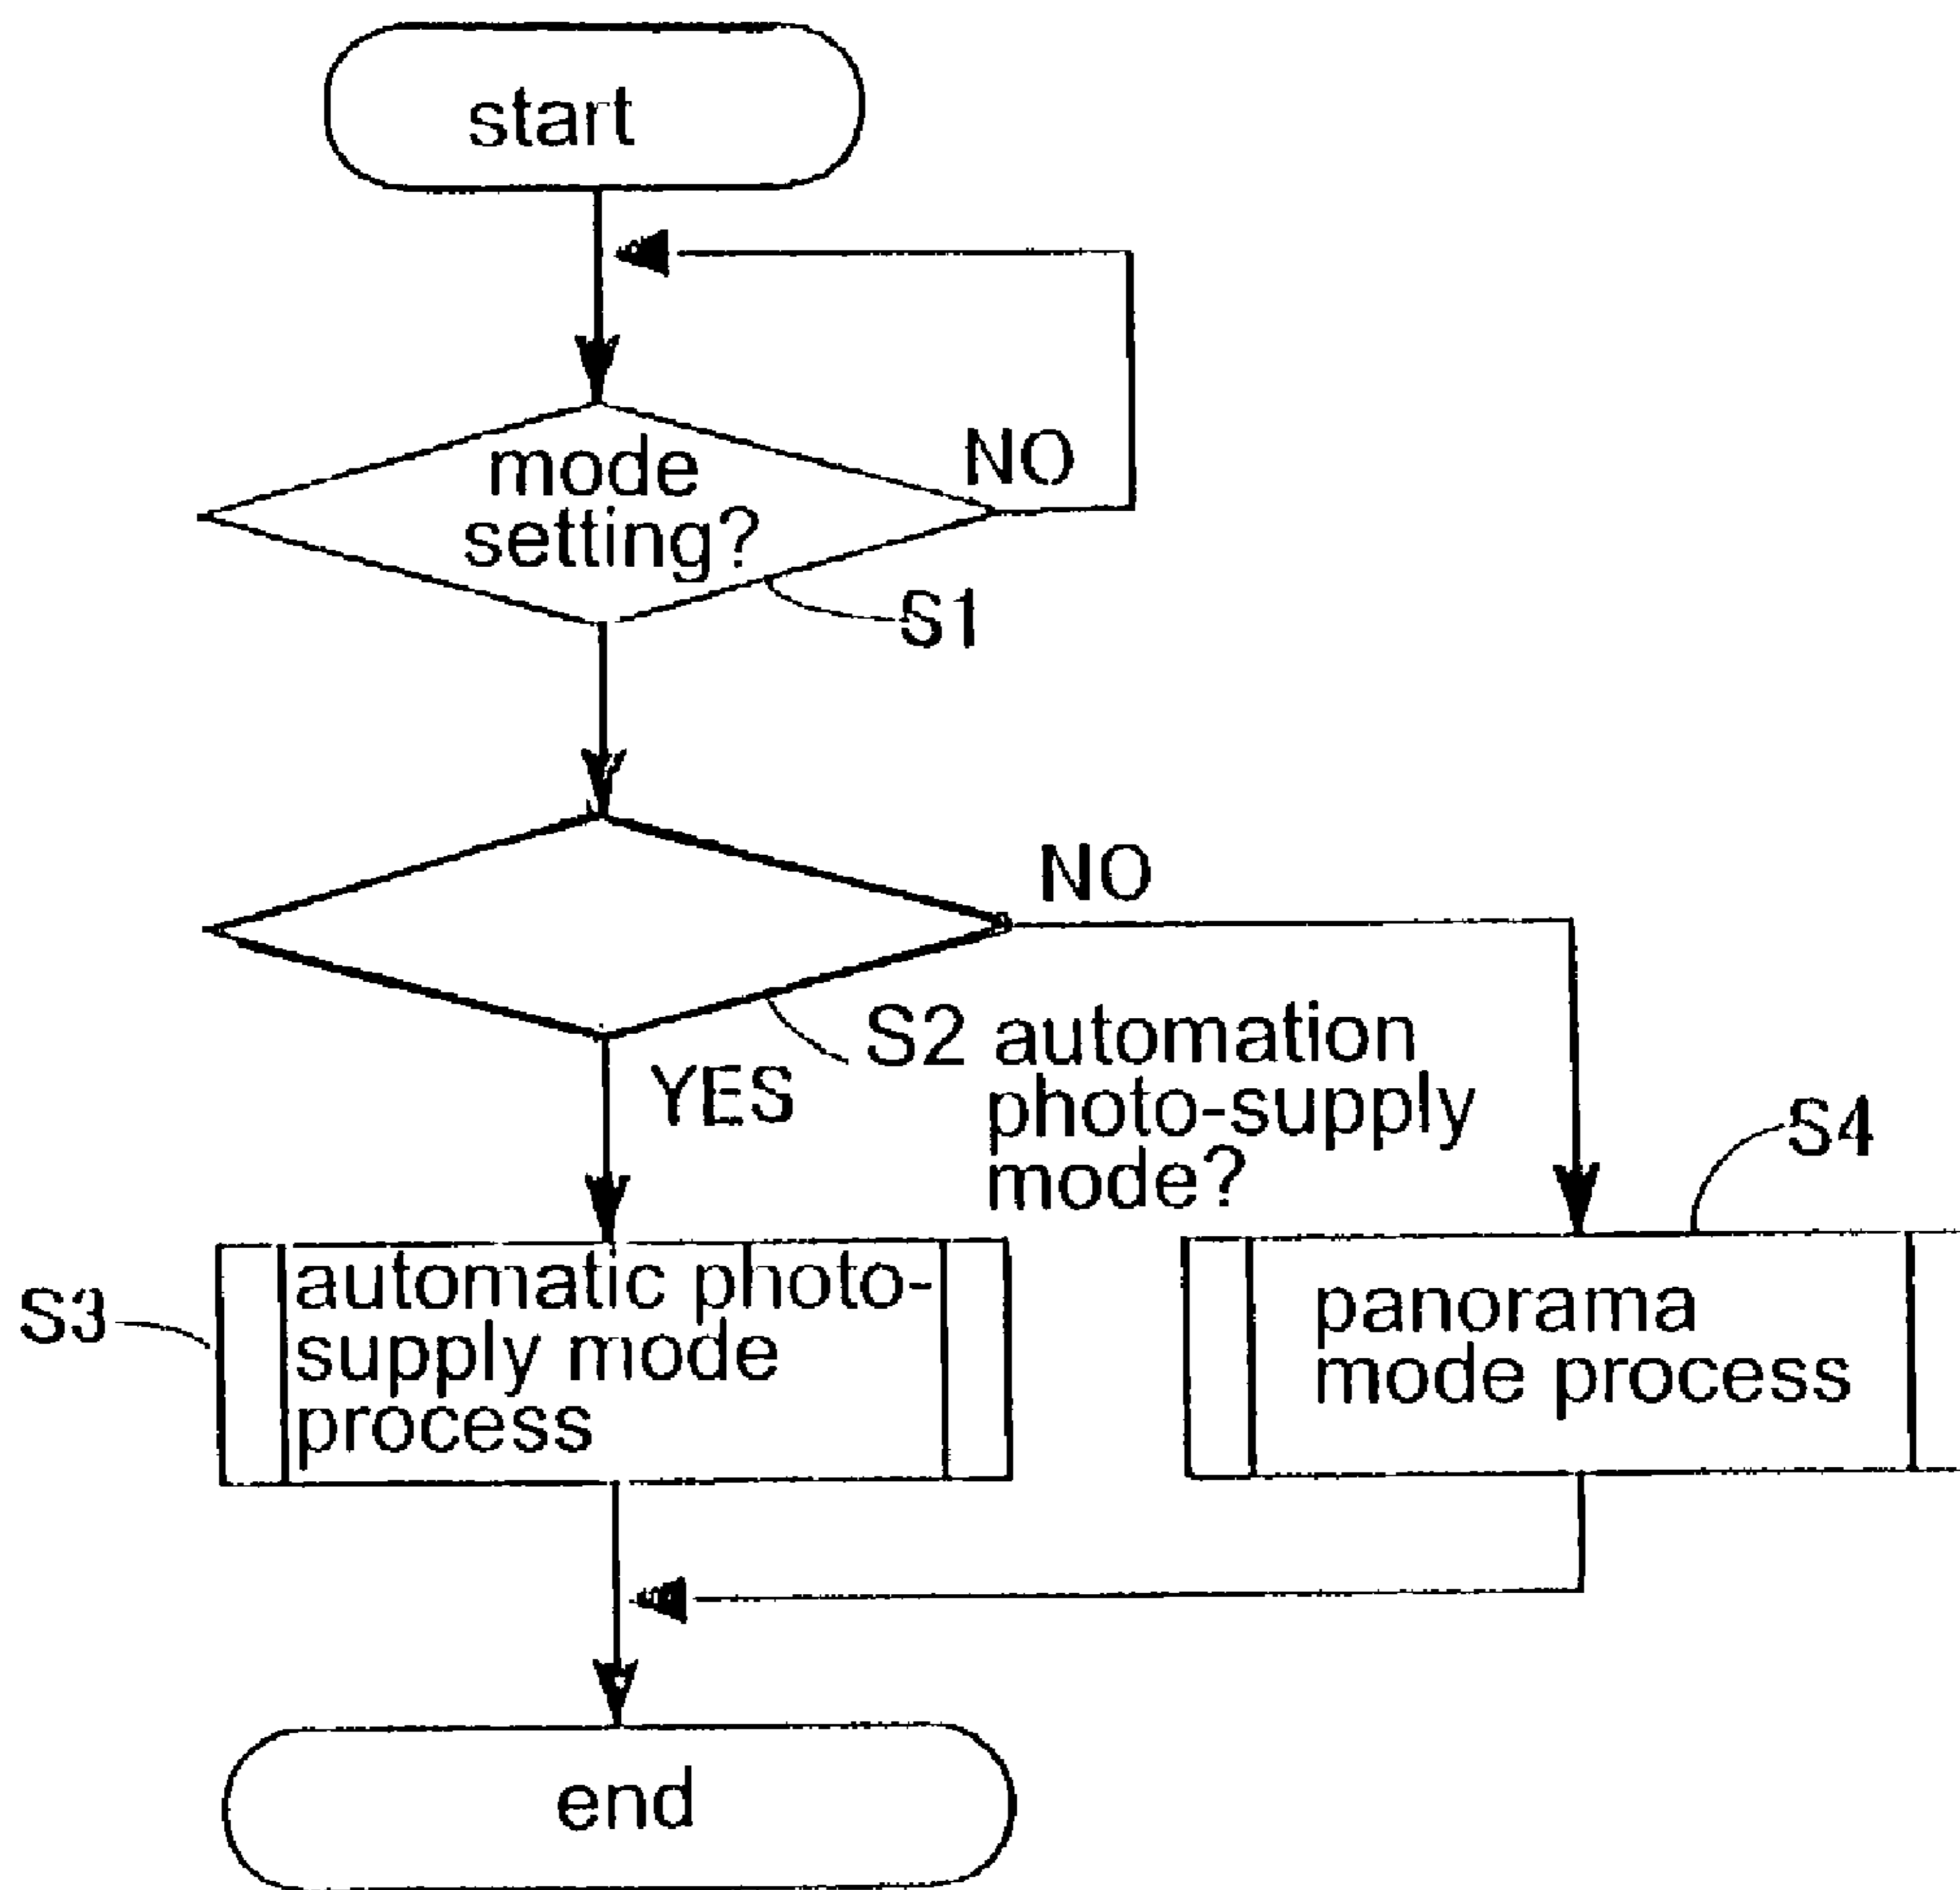 start
NO
mode
setting?
S1
NO
S2 automation
photo-supply
mode?
YES
S4
S3
automatic photo-
supply mode
process
panorama
mode process
end